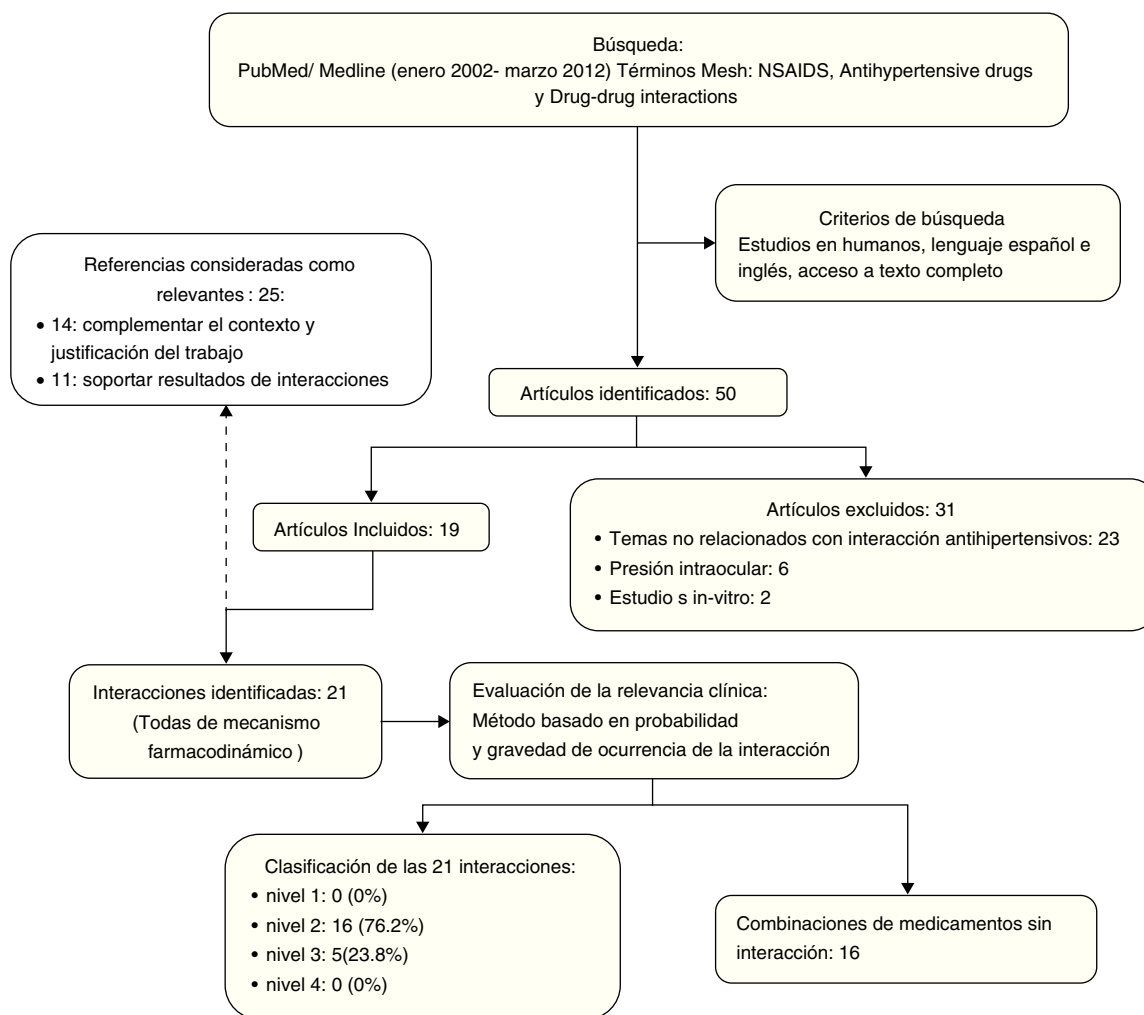 Búsqueda:
PubMed/ Medline (enero 2002- marzo 2012) Términos Mesh: NSAIDS, Antihypertensive drugs
y Drug-drug interactions
Criterios de búsqueda
Estudios en humanos, lenguaje español e
inglés, acceso a texto completo
Referencias consideradas como
relevantes : 25:
• 14: complementar el contexto y
justificación del trabajo
• 11: soportar resultados de interacciones
Artículos identificados: 50
Artículos Incluidos: 19
Artículos excluidos: 31
• Temas no relacionados con interacción antihipertensivos: 23
• Presión intraocular: 6
• Estudio s in-vitro: 2
Interacciones identificadas: 21
(Todas de mecanismo
farmacodinámico )
Evaluación de la relevancia clínica:
Método basado en probabilidad
y gravedad de ocurrencia de la interacción
Clasificación de las 21 interacciones:
• nivel 1: 0 (0%)
• nivel 2: 16 (76.2%)
• nivel 3: 5(23.8%)
• nivel 4: 0 (0%)
Combinaciones de medicamentos sin
interacción: 16